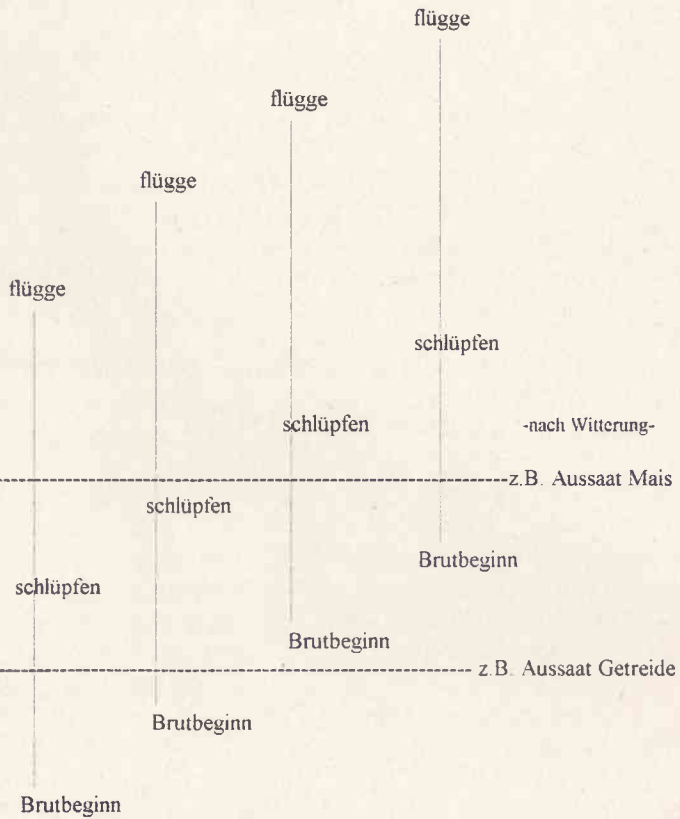 flügge
flügge
flügge
flügge
schlüpfen
schlüpfen
-nach Witterung-
z.B. Aussaat Mais
schlüpfen
Brutbeginn
schlüpfen
Brutbeginn
z.B. Aussaat Getreide
Brutbeginn
Brutbeginn